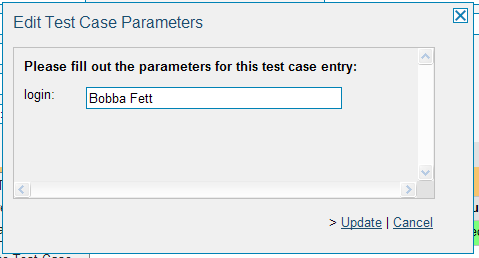 Edit Test Case Parameters
Please fill out the parameters for this test case entry:
login: Bobba Fett
> Update | Cancel